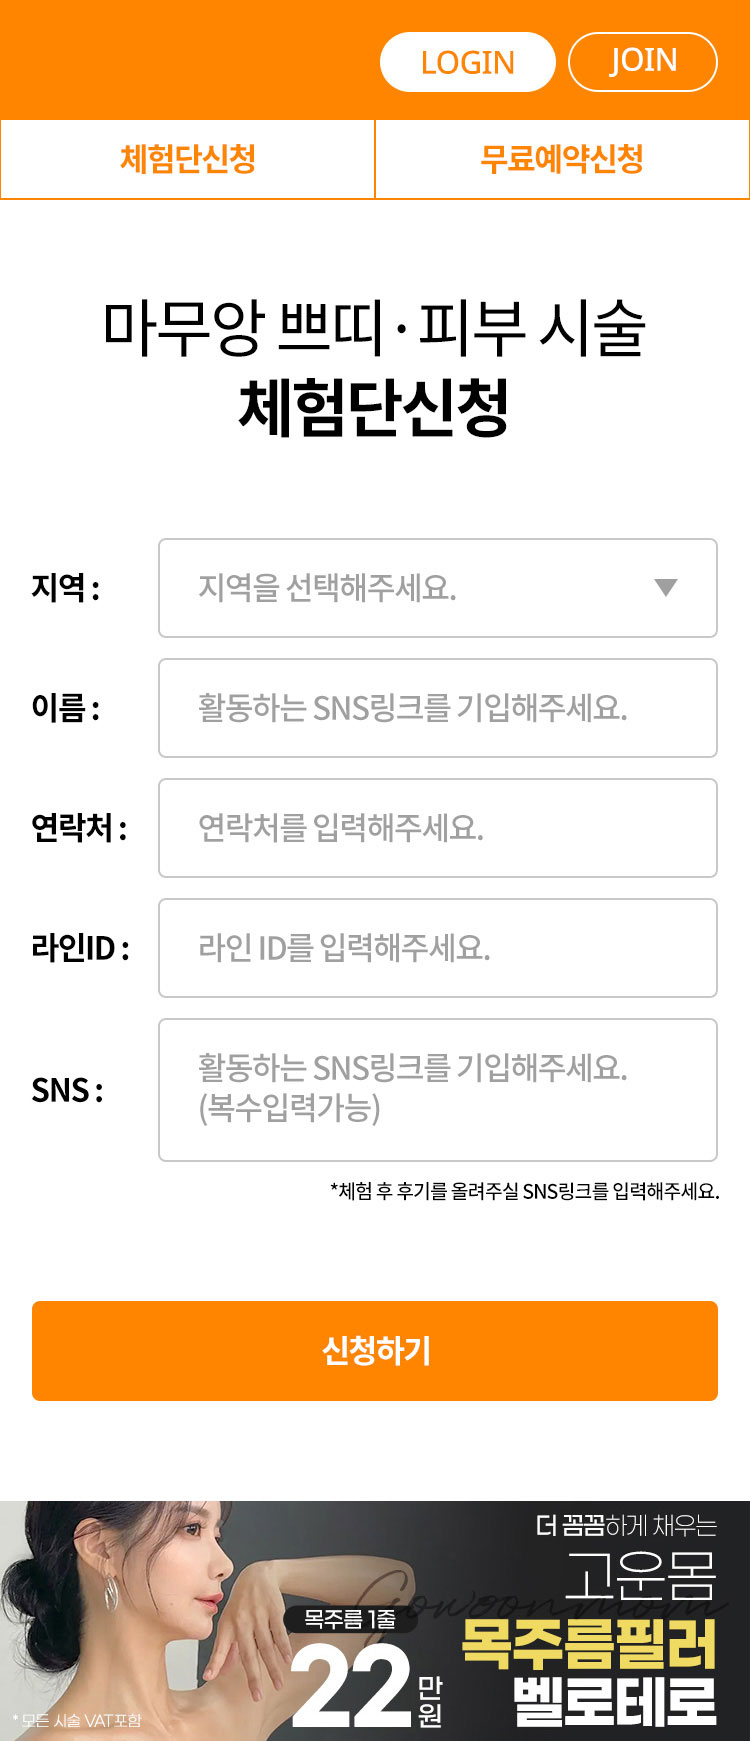 LOGIN
JOIN
체험단신청
무료예약신청
마무앙 쁘띠·피부 시술
체험단신청
지역 :
지역을 선택해주세요.
이름 :
활동하는 SNS링크를 기입해주세요.
연락처 :
연락처를 입력해주세요.
라인ID :
라인 ID를 입력해주세요.
SNS :
활동하는 SNS링크를 기입해주세요.
(복수입력가능)
*체험 후 후기를 올려주실 SNS링크를 입력해주세요.
신청하기
더 꼼꼼하게 채우는
고운몸
Gowoonmom
목주름필러
벨로테로
목주름 1줄
22만원
* 모든 시술 VAT포함